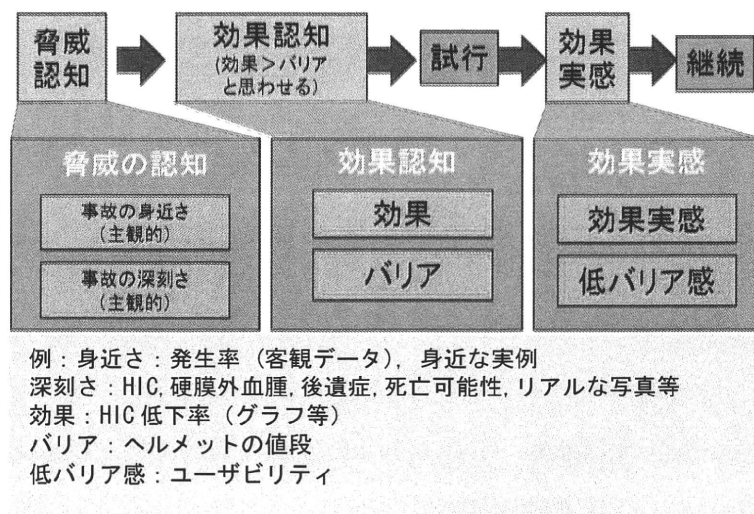 脅威
認知
効果認知
(効果>バリア
と思わせる)
試行
効果
実感
継続
脅威の認知
事故の身近さ
(主観的)
事故の深刻さ
(主観的)
効果認知
効果
バリア
効果実感
効果実感
低バリア感
例：身近さ：発生率（客観データ），身近な実例
深刻さ：HIC, 硬膜外血腫, 後遺症, 死亡可能性, リアルな写真等
効果：HIC 低下率（グラフ等）
バリア：ヘルメットの値段
低バリア感：ユーザビリティ